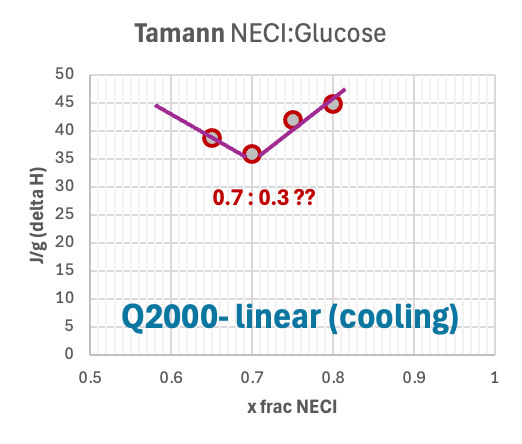 Tamann NECI:Glucose
50
45
40
35
30
25
20
15
10
5
0
J/g (delta H)
0.7 : 0.3 ??
Q2000- linear (cooling)
0.5 0.6 0.7 0.8 0.9 1
x frac NECI